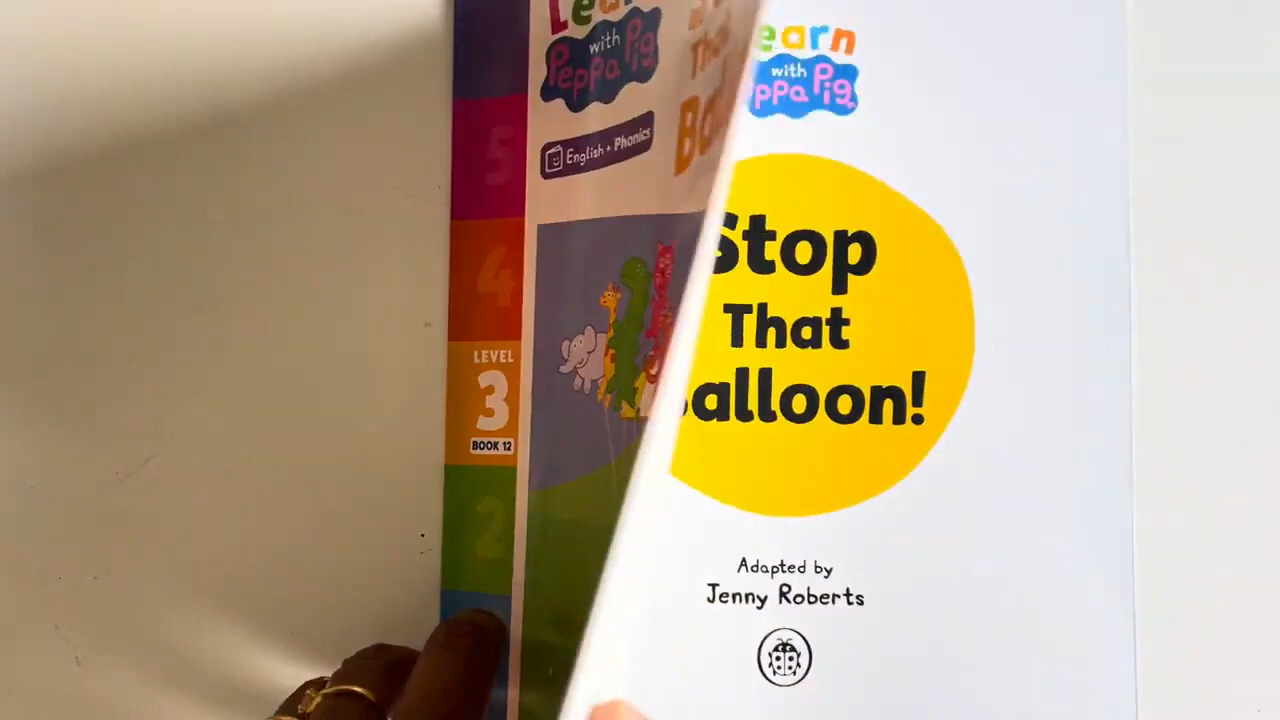 Learn
with
Peppa Pig
English + Phonics
5
4
LEVEL
3
BOOK 12
2
earn
with
ppa Pig
Stop
That
alloon!
Adapted by
Jenny Roberts